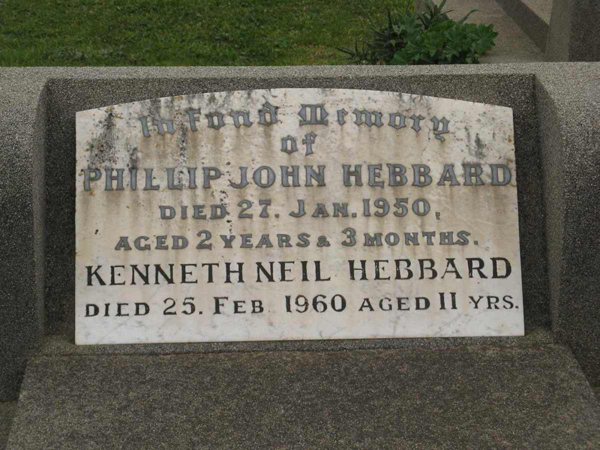 In Fond Memory
of
PHILLIP JOHN HEBBARD
DIED 27. JAN. 1950,
AGED 2 YEARS & 3 MONTHS.
KENNETH NEIL HEBBARD
DIED 25. FEB 1960 AGED 11 YRS.